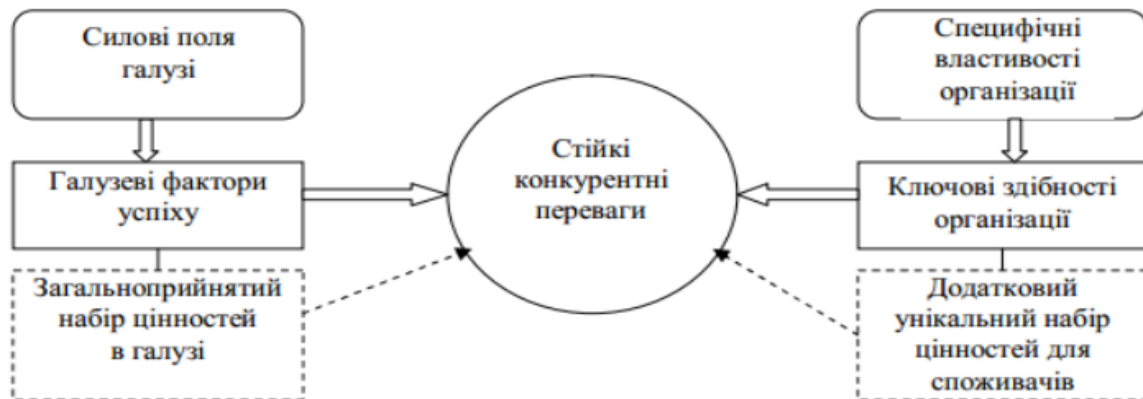 Силові поля
галузі
Галузеві фактори
успіху
Загальноприйнятий
набір цінностей
в галузі
Стійкі
конкурентні
переваги
Специфічні
властивості
організації
Ключові здібності
організації
Додатковий
унікальний набір
цінностей для
споживачів